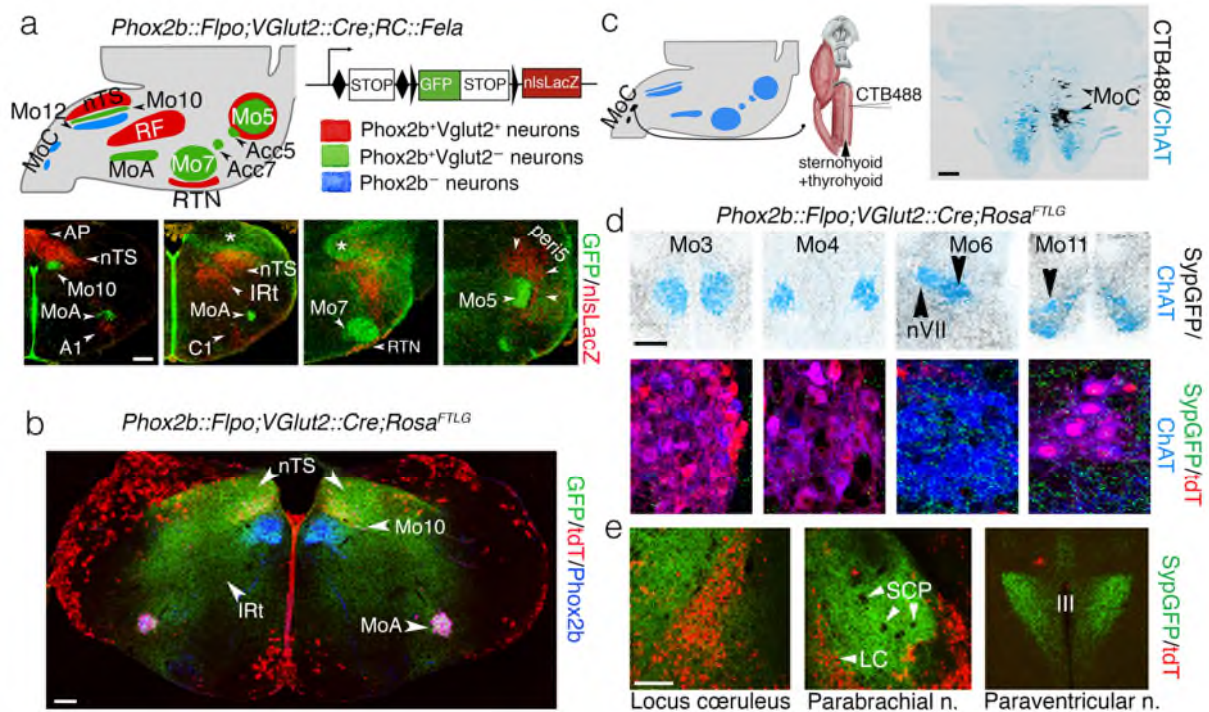 a
Phox2b::Flpo;VGlut2::Cre;RC::Fela
Mo12
nTS
Mo10
MoC
RF
Mo5
MoA
Mo7
Acc5
Acc7
RTN
STOP
GFP
STOP
nlsLacZ
Phox2b⁺Vglut2⁺ neurons
Phox2b⁺Vglut2⁻ neurons
Phox2b⁻ neurons
AP
nTS
Mo10
MoA
A1
*
nTS
IRt
MoA
C1
*
Mo7
RTN
peri5
Mo5
GFP/nlsLacZ
b
Phox2b::Flpo;VGlut2::Cre;Rosa^FTLG
nTS
Mo10
IRt
MoA
GFP/tdT/Phox2b
c
MoC
CTB488
sternohyoid
+thyrohyoid
MoC
CTB488/ChAT
d
Phox2b::Flpo;VGlut2::Cre;Rosa^FTLG
Mo3
Mo4
Mo6
nVII
Mo11
SypGFP/
ChAT
SypGFP/tdT
ChAT
e
SCP
LC
III
Locus cœruleus
Parabrachial n.
Paraventricular n.
SypGFP/tdT